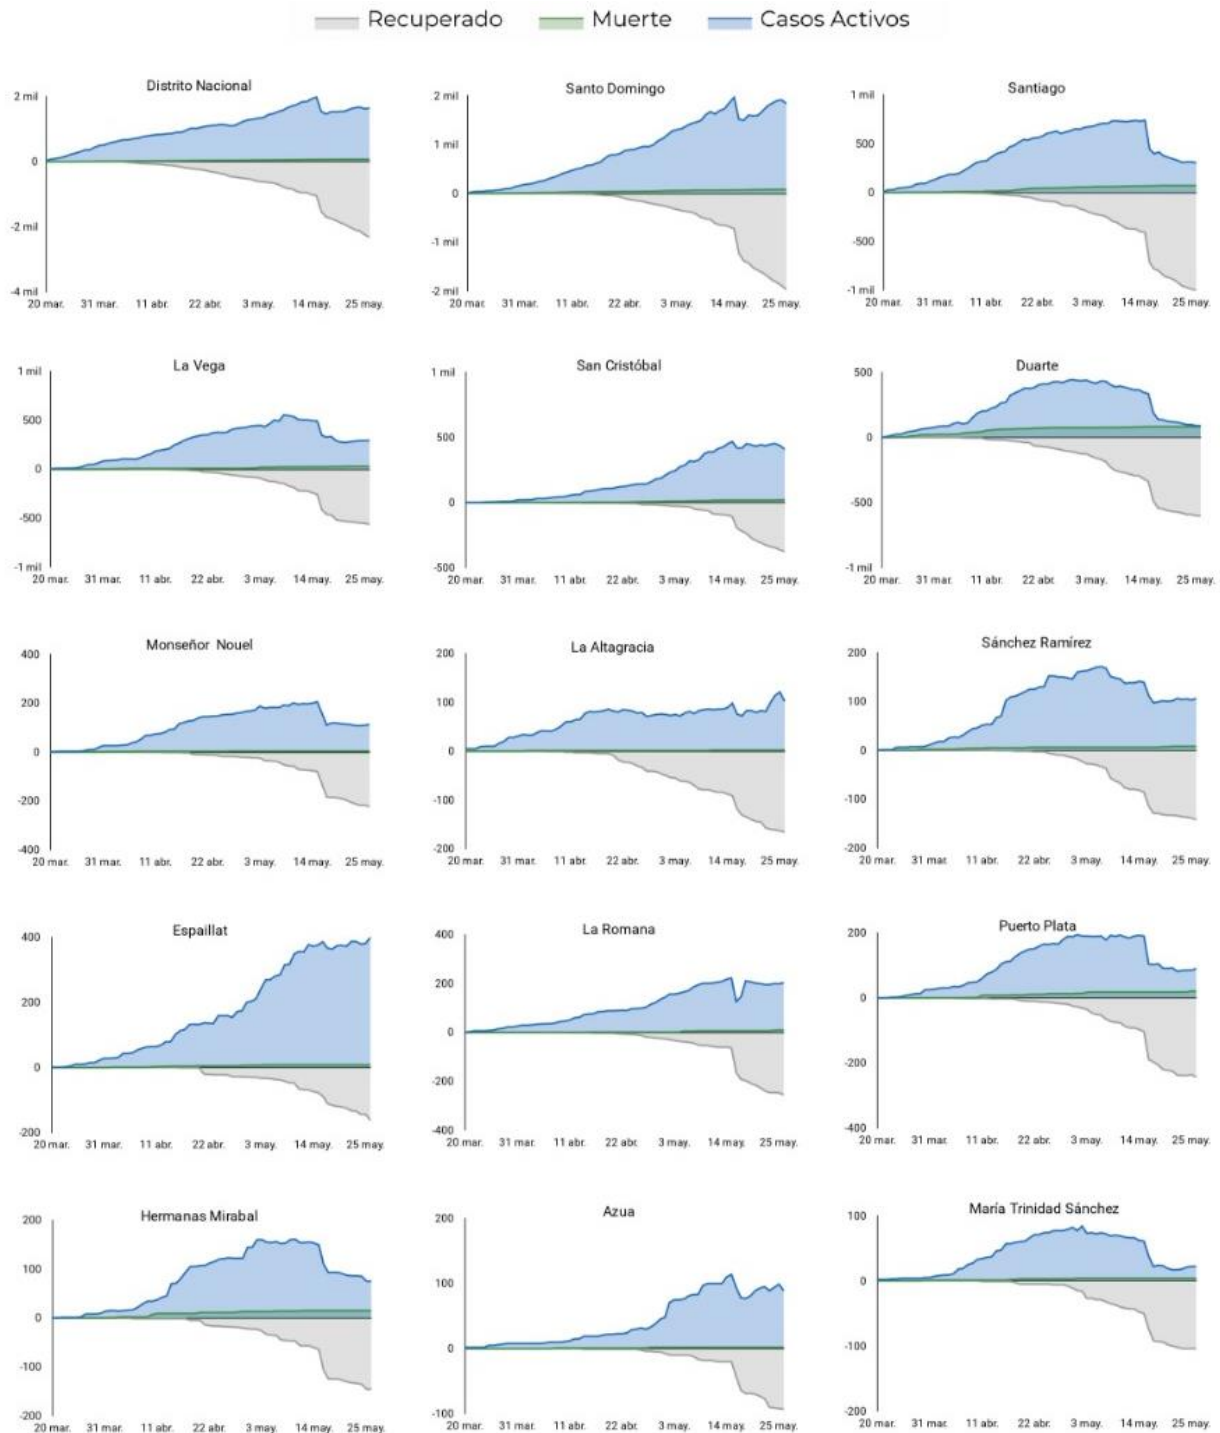 Recuperado Muerte Casos Activos
Distrito Nacional
2 mil
0
-2 mil
-4 mil
20 mar. 31 mar. 11 abr. 22 abr. 3 may. 14 may. 25 may.
Santo Domingo
2 mil
1 mil
0
-1 mil
-2 mil
20 mar. 31 mar. 11 abr. 22 abr. 3 may. 14 may. 25 may.
Santiago
1 mil
500
0
-500
-1 mil
20 mar. 31 mar. 11 abr. 22 abr. 3 may. 14 may. 25 may.
La Vega
1 mil
500
0
-500
-1 mil
20 mar. 31 mar. 11 abr. 22 abr. 3 may. 14 may. 25 may.
San Cristóbal
1 mil
500
0
-500
20 mar. 31 mar. 11 abr. 22 abr. 3 may. 14 may. 25 may.
Duarte
500
0
-500
-1 mil
20 mar. 31 mar. 11 abr. 22 abr. 3 may. 14 may. 25 may.
Monseñor Nouel
400
200
0
-200
-400
20 mar. 31 mar. 11 abr. 22 abr. 3 may. 14 may. 25 may.
La Altagracia
200
100
0
-100
-200
20 mar. 31 mar. 11 abr. 22 abr. 3 may. 14 may. 25 may.
Sánchez Ramírez
200
100
0
-100
-200
20 mar. 31 mar. 11 abr. 22 abr. 3 may. 14 may. 25 may.
Espaillat
400
200
0
-200
20 mar. 31 mar. 11 abr. 22 abr. 3 may. 14 may. 25 may.
La Romana
400
200
0
-200
-400
20 mar. 31 mar. 11 abr. 22 abr. 3 may. 14 may. 25 may.
Puerto Plata
200
0
-200
-400
20 mar. 31 mar. 11 abr. 22 abr. 3 may. 14 may. 25 may.
Hermanas Mirabal
200
100
0
-100
-200
20 mar. 31 mar. 11 abr. 22 abr. 3 may. 14 may. 25 may.
Azua
200
100
0
-100
20 mar. 31 mar. 11 abr. 22 abr. 3 may. 14 may. 25 may.
María Trinidad Sánchez
100
0
-100
-200
20 mar. 31 mar. 11 abr. 22 abr. 3 may. 14 may. 25 may.